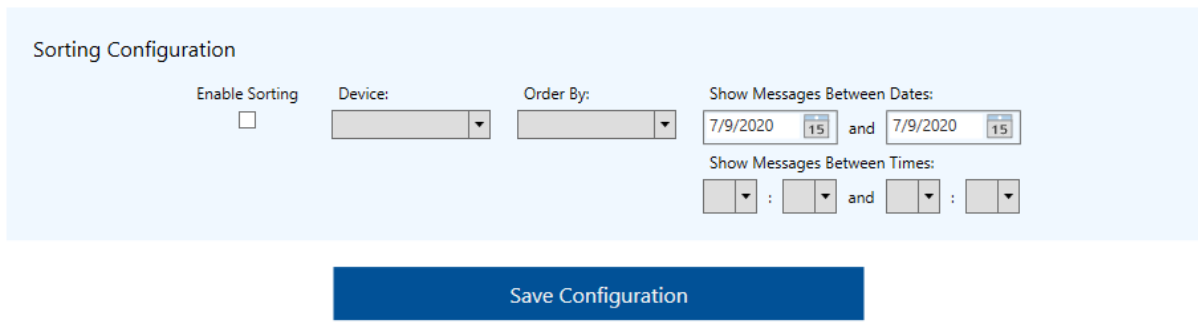 Sorting Configuration
Enable Sorting Device: Order By: Show Messages Between Dates:
7/9/2020 15 and 7/9/2020 15
Show Messages Between Times:
: and :
Save Configuration